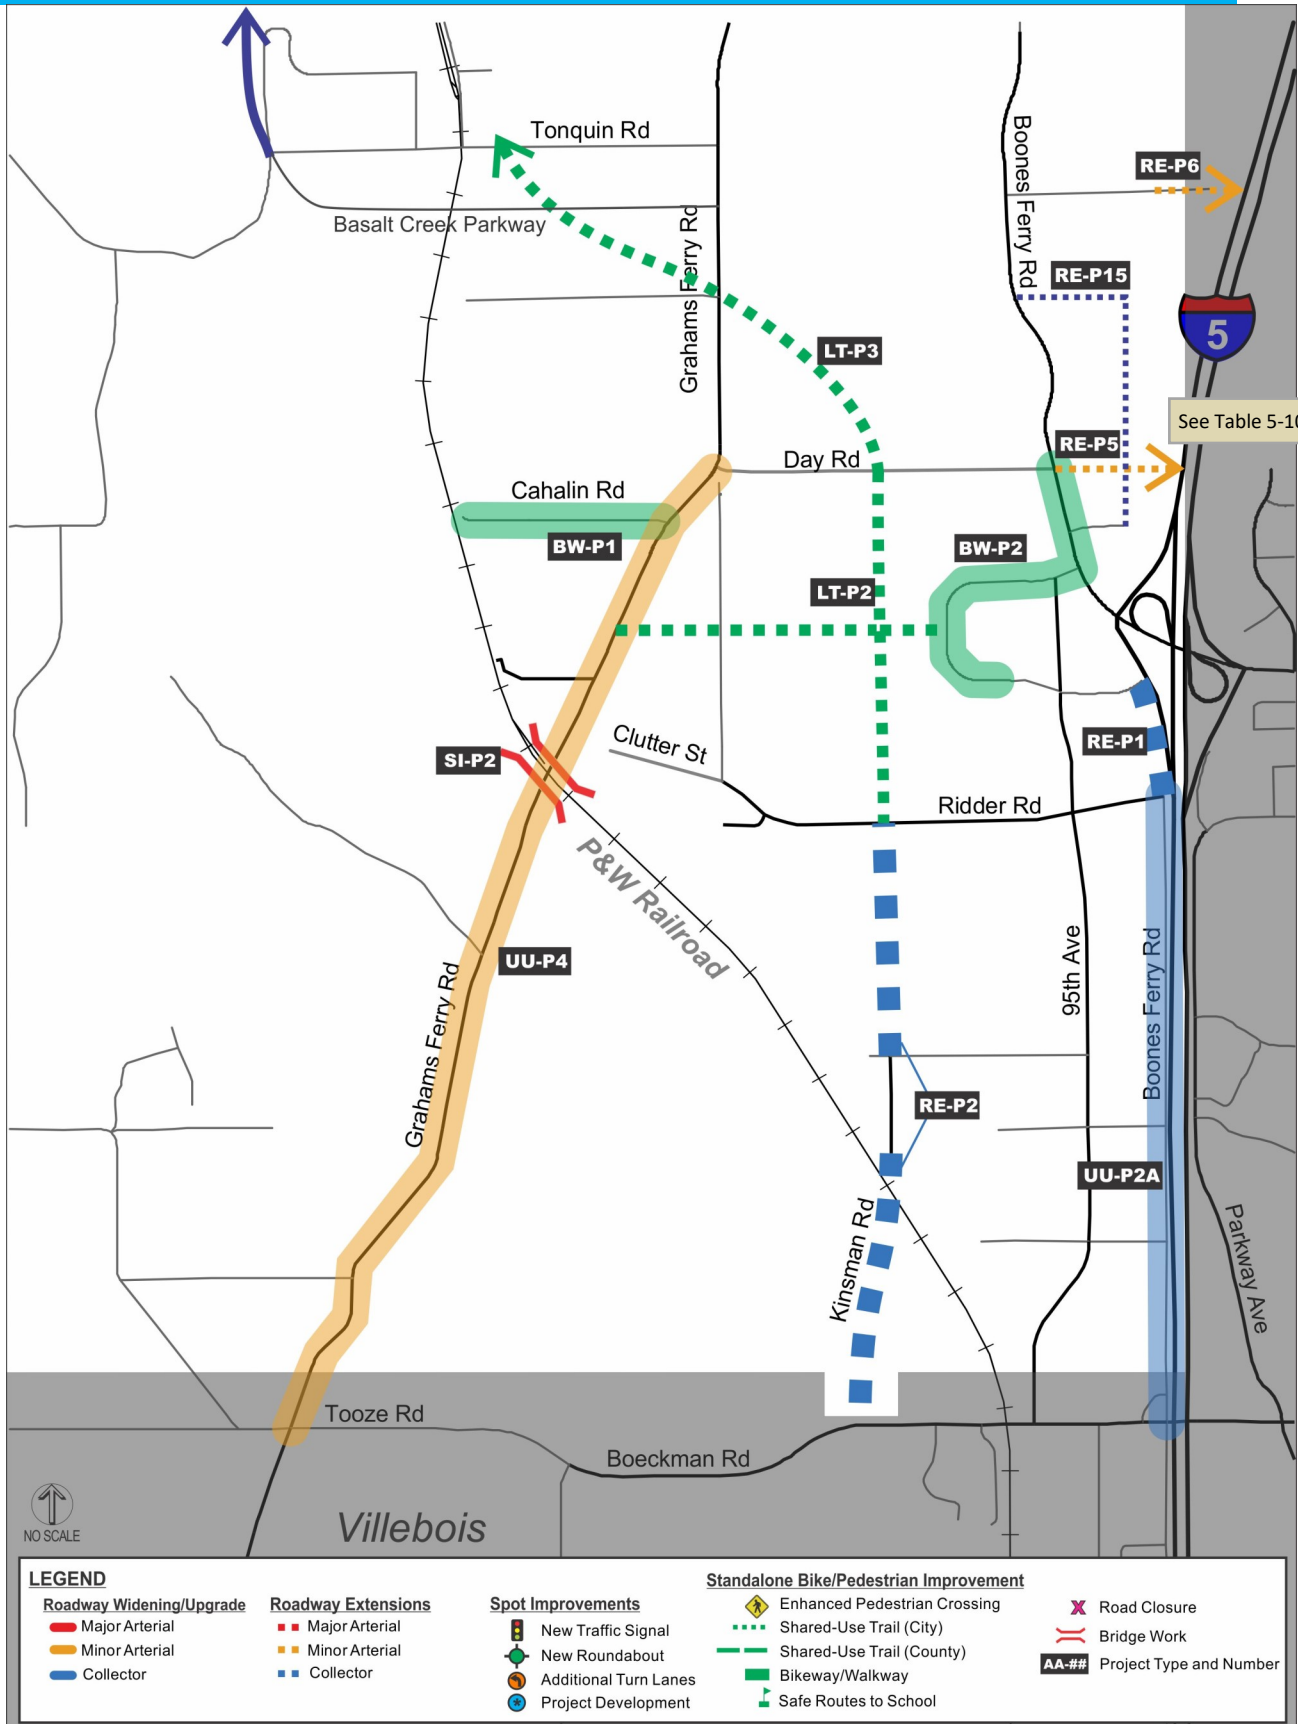 Tonquin Rd
Boones Ferry Rd
RE-P6
Basalt Creek Parkway
Grahams Ferry Rd
RE-P15
5
LT-P3
See Table 5-10
RE-P5
Day Rd
Cahalin Rd
BW-P1
BW-P2
LT-P2
Clutter St
RE-P1
SI-P2
Ridder Rd
P&W Railroad
UU-P4
Grahams Ferry Rd
95th Ave
Boones Ferry Rd
RE-P2
UU-P2A
Kinsman Rd
Parkway Ave
Tooze Rd
Boeckman Rd
Villebois
NO SCALE
LEGEND
Roadway Widening/Upgrade
Major Arterial
Minor Arterial
Collector
Roadway Extensions
Major Arterial
Minor Arterial
Collector
Spot Improvements
New Traffic Signal
New Roundabout
Additional Turn Lanes
Project Development
Standalone Bike/Pedestrian Improvement
Enhanced Pedestrian Crossing
Shared-Use Trail (City)
Shared-Use Trail (County)
Bikeway/Walkway
Safe Routes to School
X Road Closure
Bridge Work
AA-## Project Type and Number